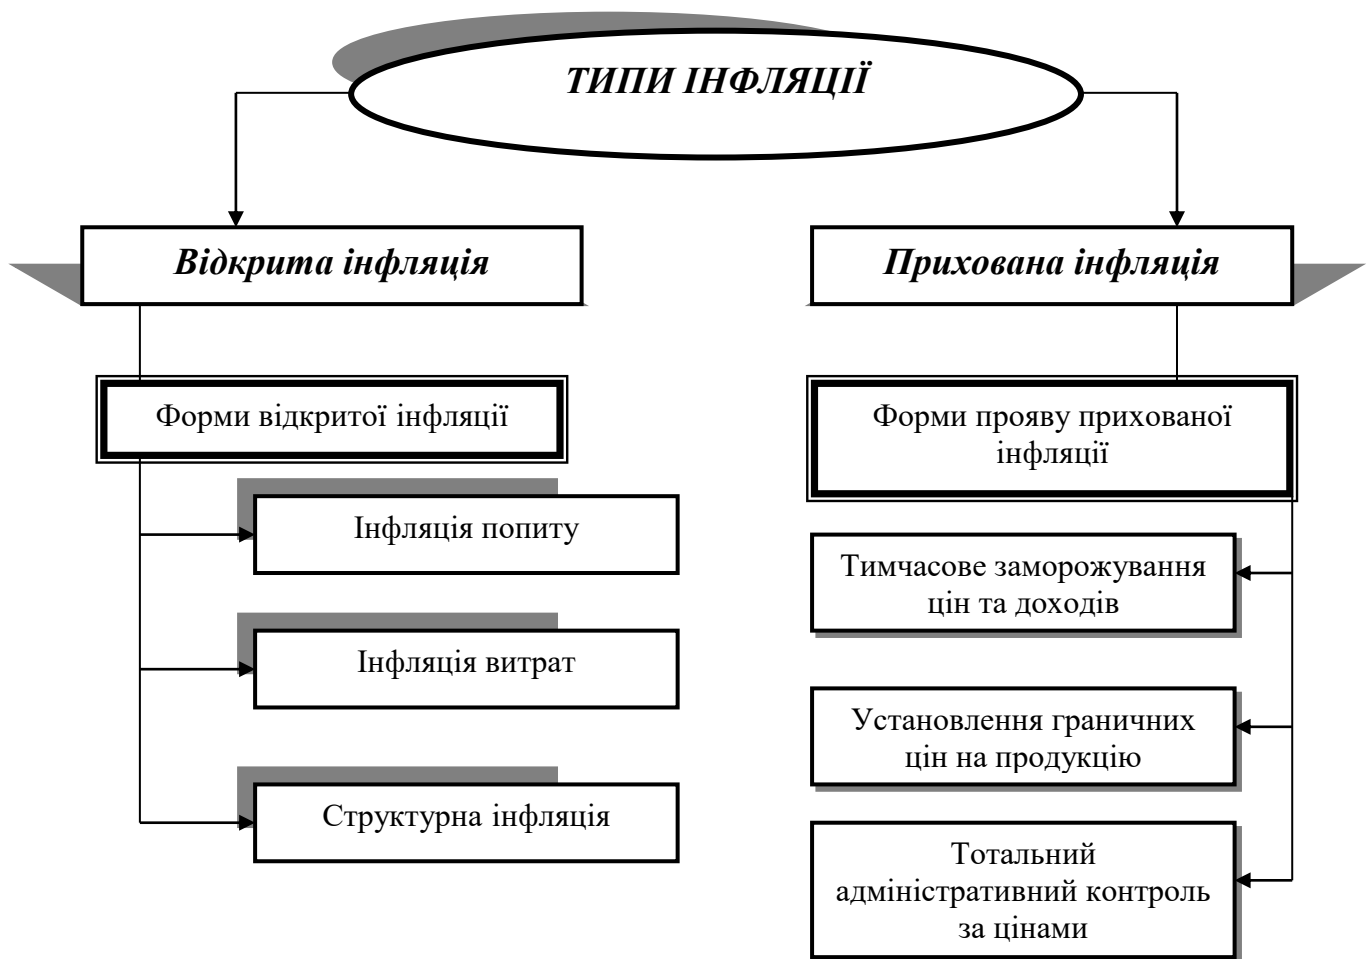 ТИПИ ІНФЛЯЦІЇ
Відкрита інфляція
Форми відкритої інфляції
Інфляція попиту
Інфляція витрат
Структурна інфляція
Прихована інфляція
Форми прояву прихованої
інфляції
Тимчасове заморожування
цін та доходів
Установлення граничних
цін на продукцію
Тотальний
адміністративний контроль
за цінами